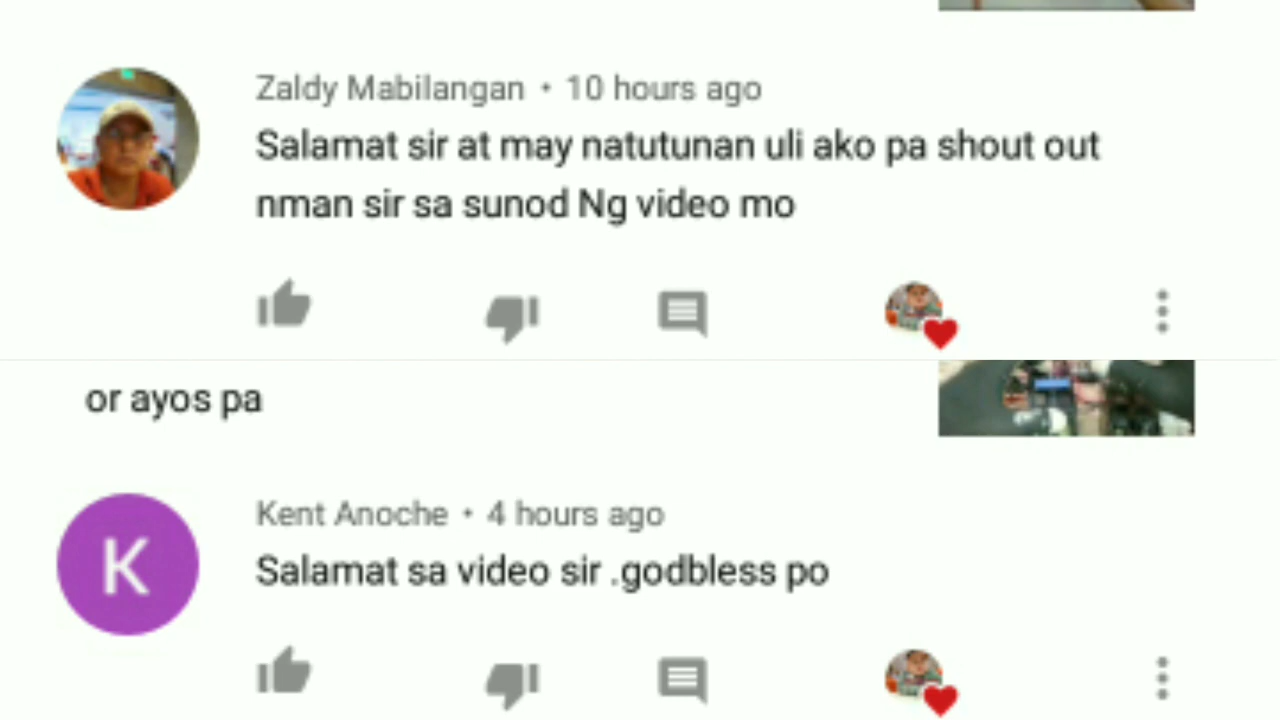 Zaldy Mabilangan • 10 hours ago
Salamat sir at may natutunan uli ako pa shout out
nman sir sa sunod Ng video mo
or ayos pa
Kent Anoche • 4 hours ago
K
Salamat sa video sir .godbless po